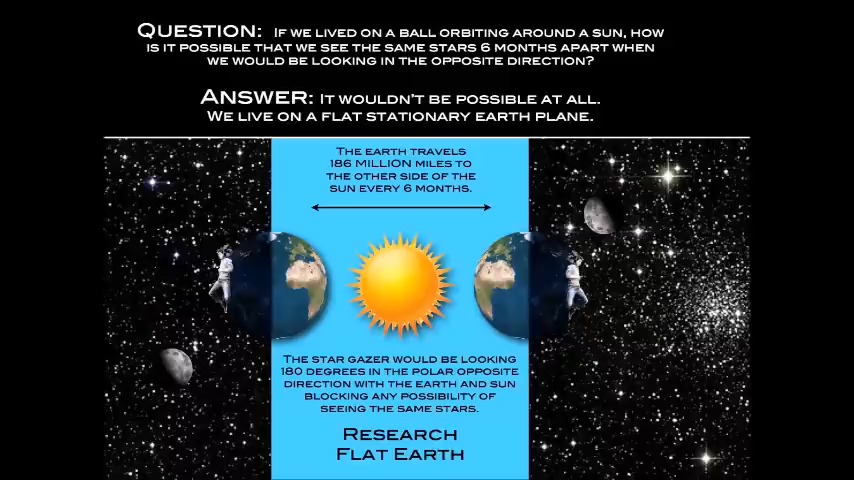 QUESTION: IF WE LIVED ON A BALL ORBITING AROUND A SUN, HOW
IS IT POSSIBLE THAT WE SEE THE SAME STARS 6 MONTHS APART WHEN
WE WOULD BE LOOKING IN THE OPPOSITE DIRECTION?
ANSWER: IT WOULDN'T BE POSSIBLE AT ALL.
WE LIVE ON A FLAT STATIONARY EARTH PLANE.
THE EARTH TRAVELS
186 MILLION MILES TO
THE OTHER SIDE OF THE
SUN EVERY 6 MONTHS.
THE STAR GAZER WOULD BE LOOKING
180 DEGREES IN THE POLAR OPPOSITE
DIRECTION WITH THE EARTH AND SUN
BLOCKING ANY POSSIBILITY OF
SEEING THE SAME STARS.
RESEARCH
FLAT EARTH